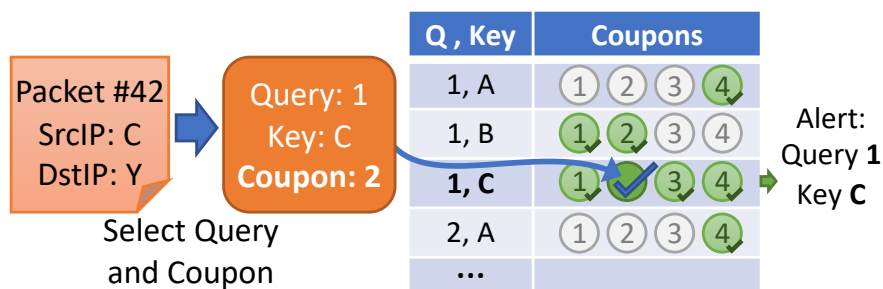 Packet #42
SrcIP: C
DstIP: Y
Select Query
and Coupon
Query: 1
Key: C
Coupon: 2
Q , Key Coupons
1, A 1 2 3 4
1, B 1 2 3 4
1, C 1 3 4
2, A 1 2 3 4
...
Alert:
Query 1
Key C